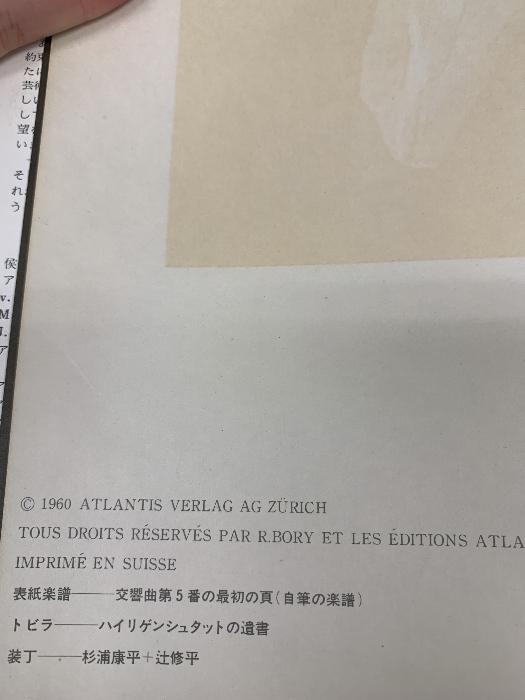 © 1960 ATLANTIS VERLAG AG ZÜRICH
TOUS DROITS RÉSERVÉS PAR R.BORY ET LES ÉDITIONS ATLA
IMPRIMÉ EN SUISSE
表紙楽譜——交響曲第5番の最初の頁(自筆の楽譜)
トビラ——ハイリゲンシュタットの遺書
装丁——杉浦康平+辻修平